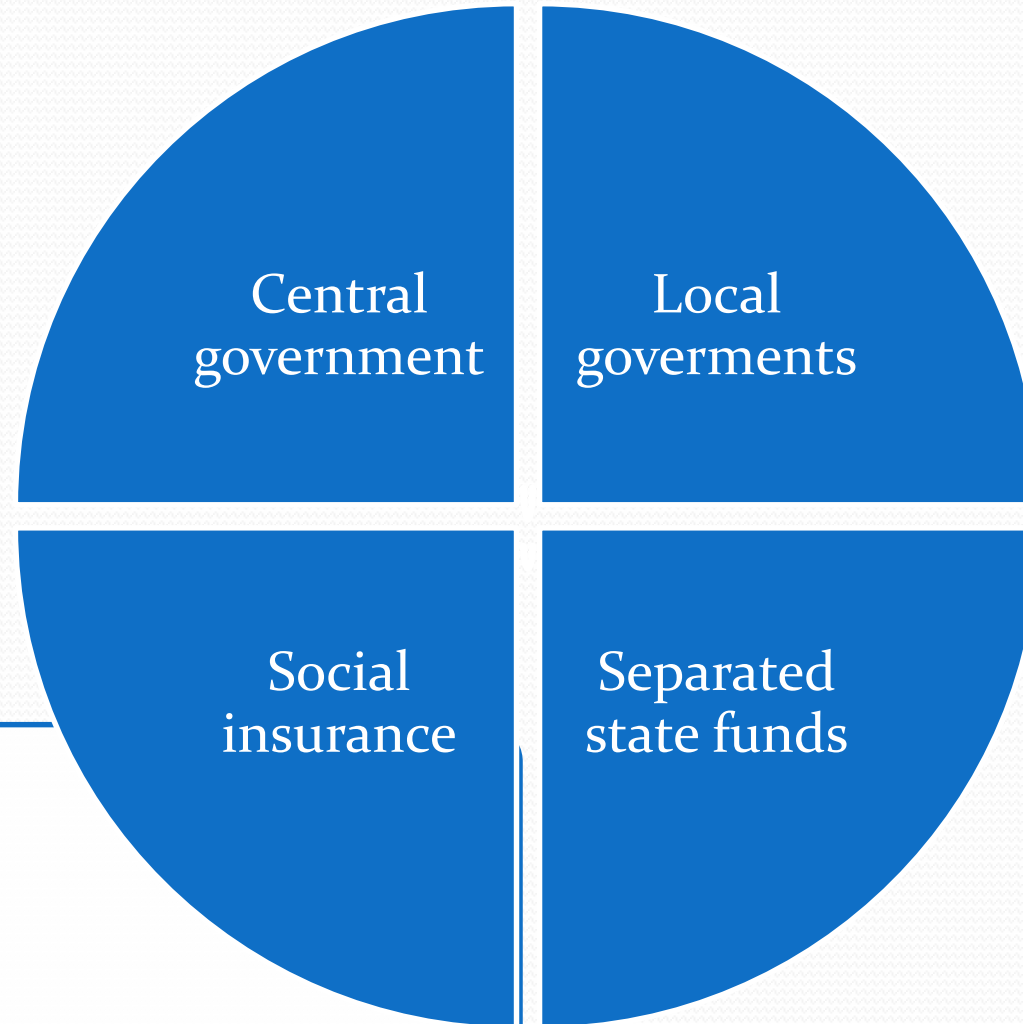 Central
government
Local
goverments
Social
insurance
Separated
state funds